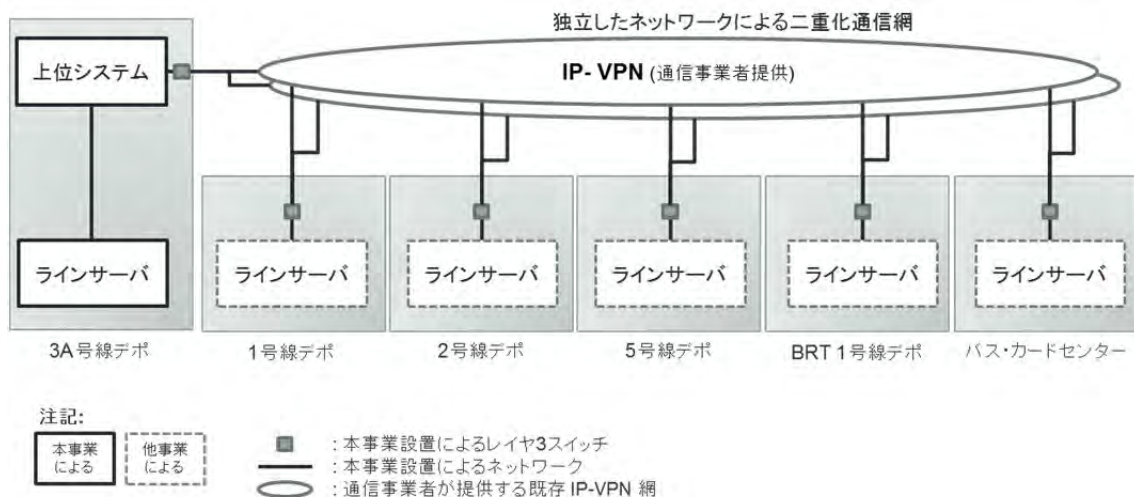 独立したネットワークによる二重化通信網
上位システム
IP- VPN (通信事業者提供)
ラインサーバ
ラインサーバ
ラインサーバ
ラインサーバ
ラインサーバ
ラインサーバ
3A号線デポ
1号線デポ
2号線デポ
5号線デポ
BRT 1号線デポ
バス・カードセンター
注記:
本事業
による
他事業
による
: 本事業設置によるレイヤ3スイッチ
: 本事業設置によるネットワーク
: 通信事業者が提供する既存 IP-VPN 網